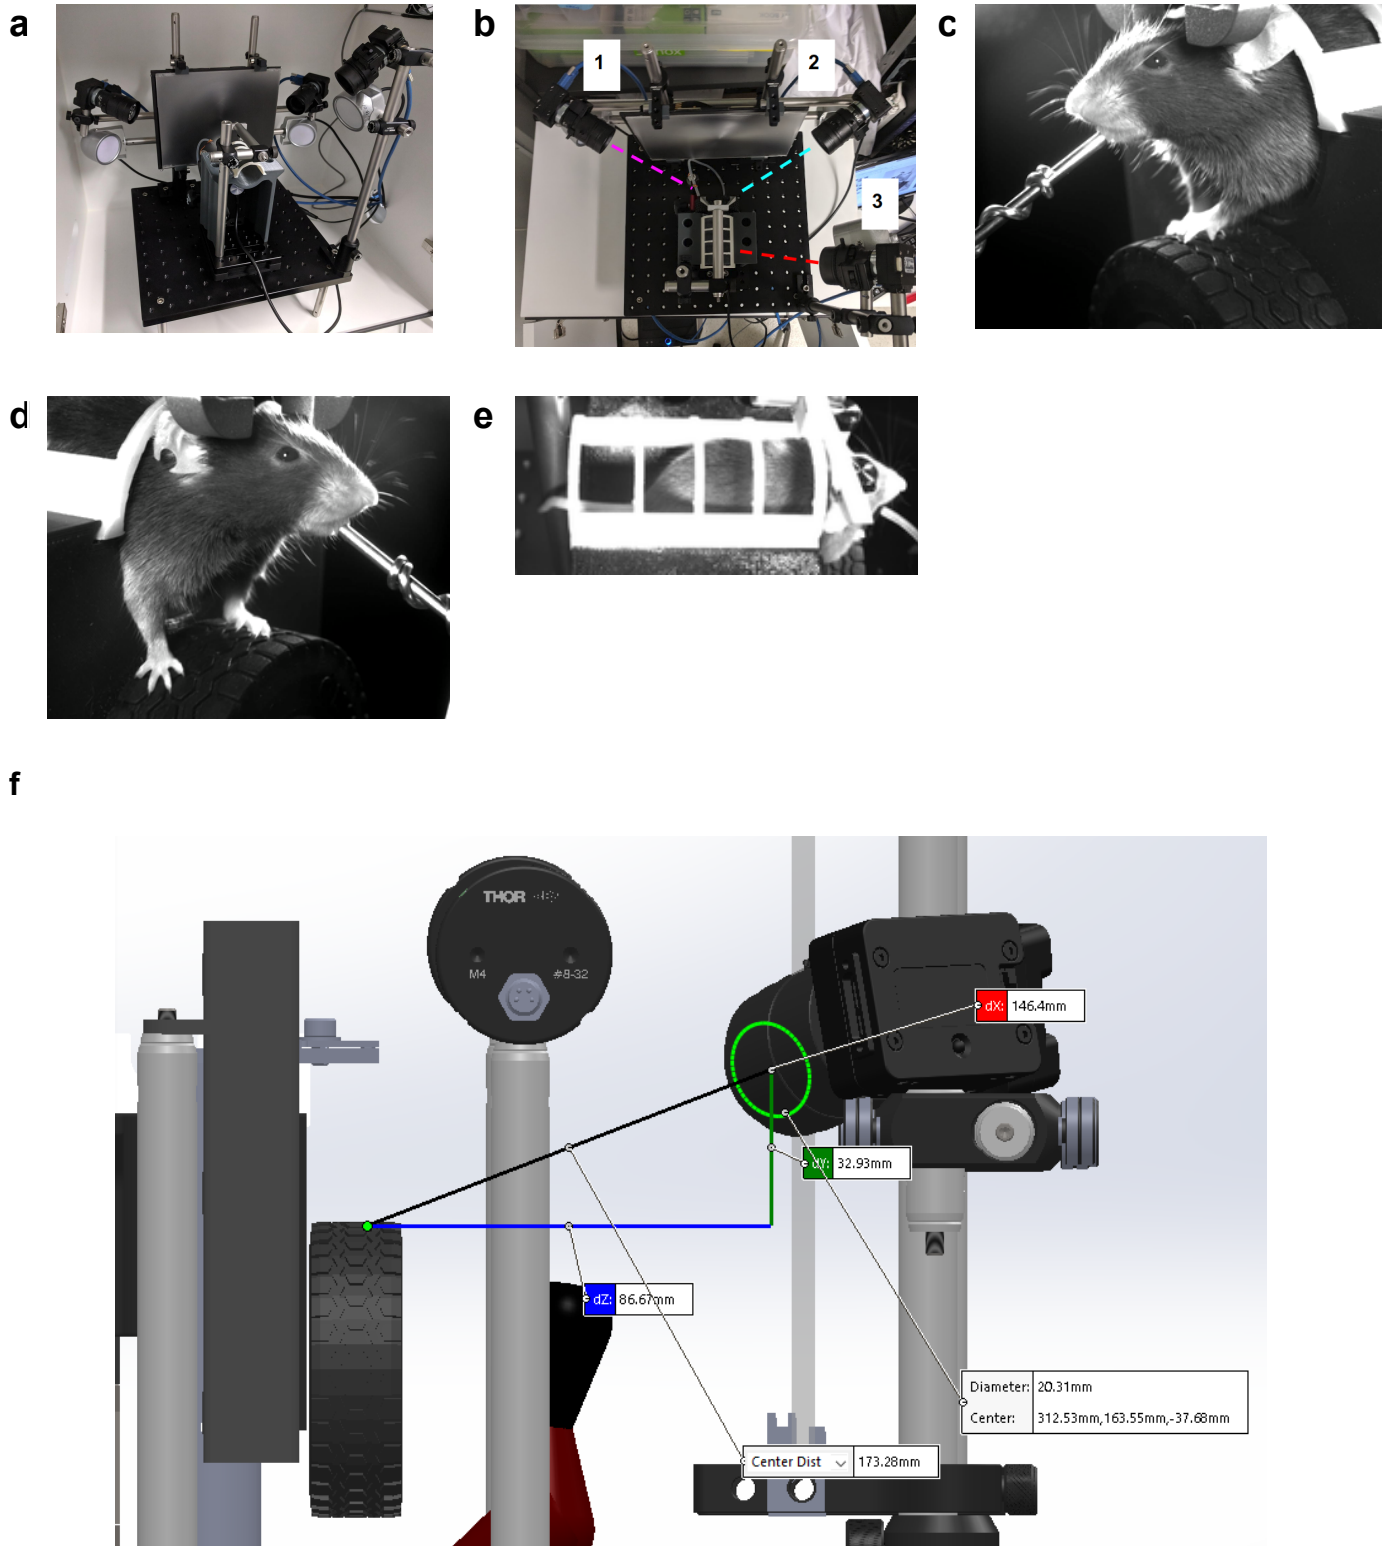 a
b
c
1
2
3
d
e
f
THOR
M4
#8-32
dX: 146.4mm
dY: 32.93mm
dZ: 86.67mm
Diameter: 20.31mm
Center: 312.53mm,163.55mm,-37.68mm
Center Dist 173.28mm